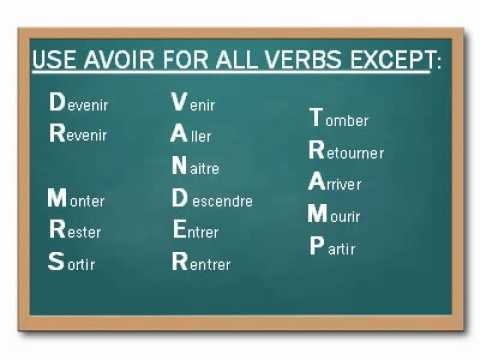 USE AVOIR FOR ALL VERBS EXCEPT:
Devenir
Revenir
Monter
Rester
Sortir
Venir
Aller
Naitre
Descendre
Entrer
Rentrer
Tomber
Retourner
Arriver
Mourir
Partir